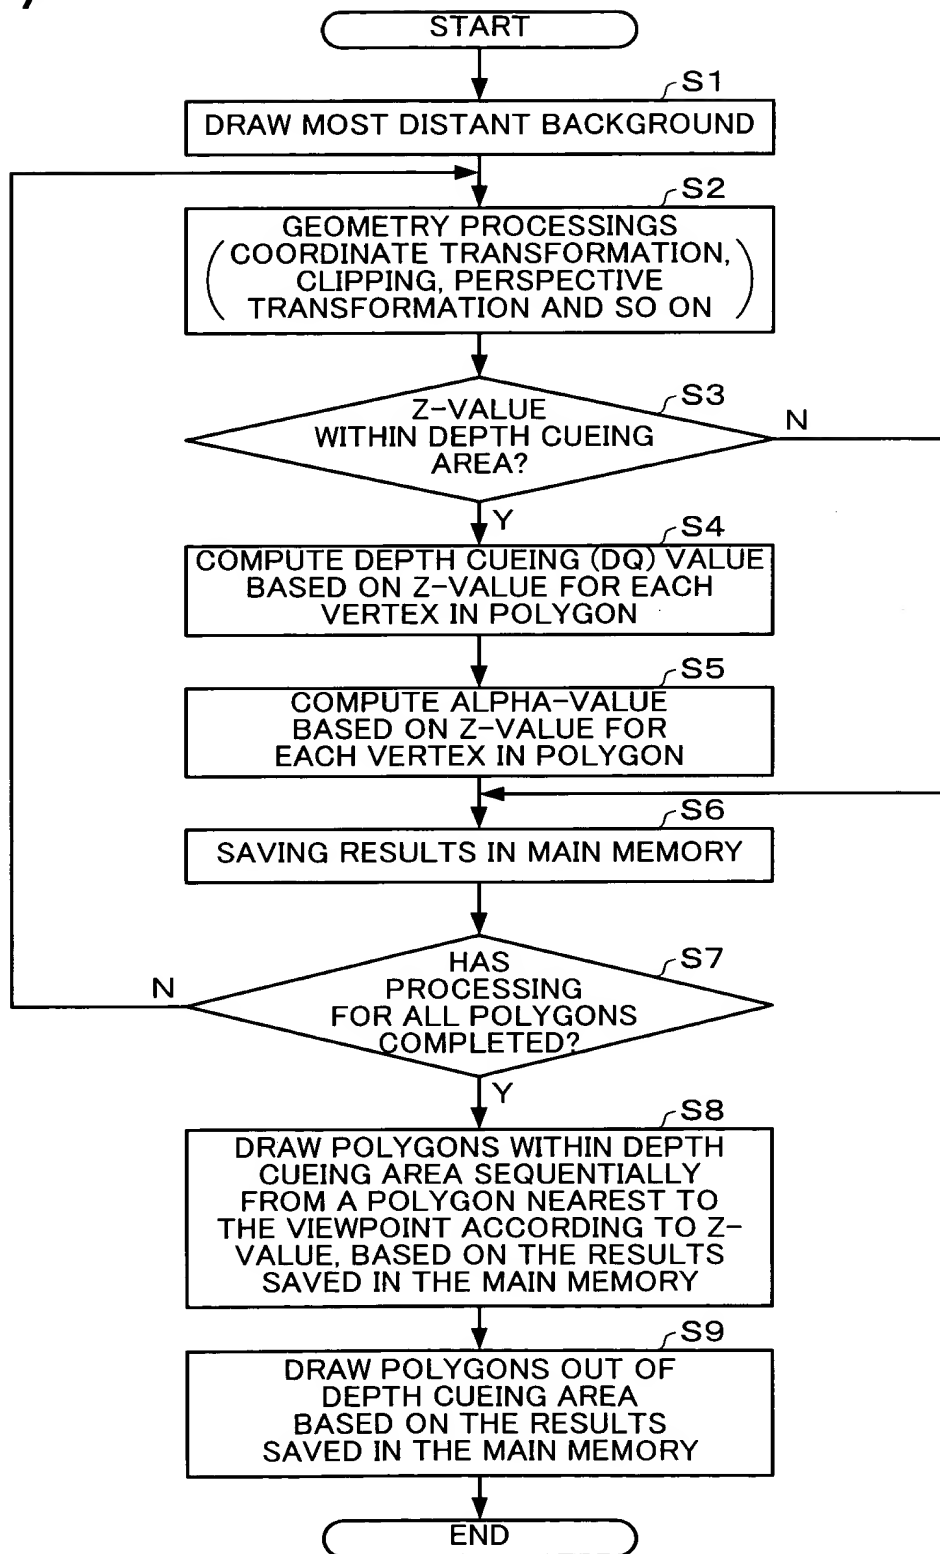 START
S1
DRAW MOST DISTANT BACKGROUND
S2
GEOMETRY PROCESSINGS
(COORDINATE TRANSFORMATION,
CLIPPING, PERSPECTIVE
TRANSFORMATION AND SO ON)
S3
Z-VALUE
WITHIN DEPTH CUEING
AREA?
N
Y
S4
COMPUTE DEPTH CUEING (DQ) VALUE
BASED ON Z-VALUE FOR EACH
VERTEX IN POLYGON
S5
COMPUTE ALPHA-VALUE
BASED ON Z-VALUE FOR
EACH VERTEX IN POLYGON
S6
SAVING RESULTS IN MAIN MEMORY
S7
HAS
PROCESSING
FOR ALL POLYGONS
COMPLETED?
N
Y
S8
DRAW POLYGONS WITHIN DEPTH
CUEING AREA SEQUENTIALLY
FROM A POLYGON NEAREST TO
THE VIEWPOINT ACCORDING TO Z-
VALUE, BASED ON THE RESULTS
SAVED IN THE MAIN MEMORY
S9
DRAW POLYGONS OUT OF
DEPTH CUEING AREA
BASED ON THE RESULTS
SAVED IN THE MAIN MEMORY
END